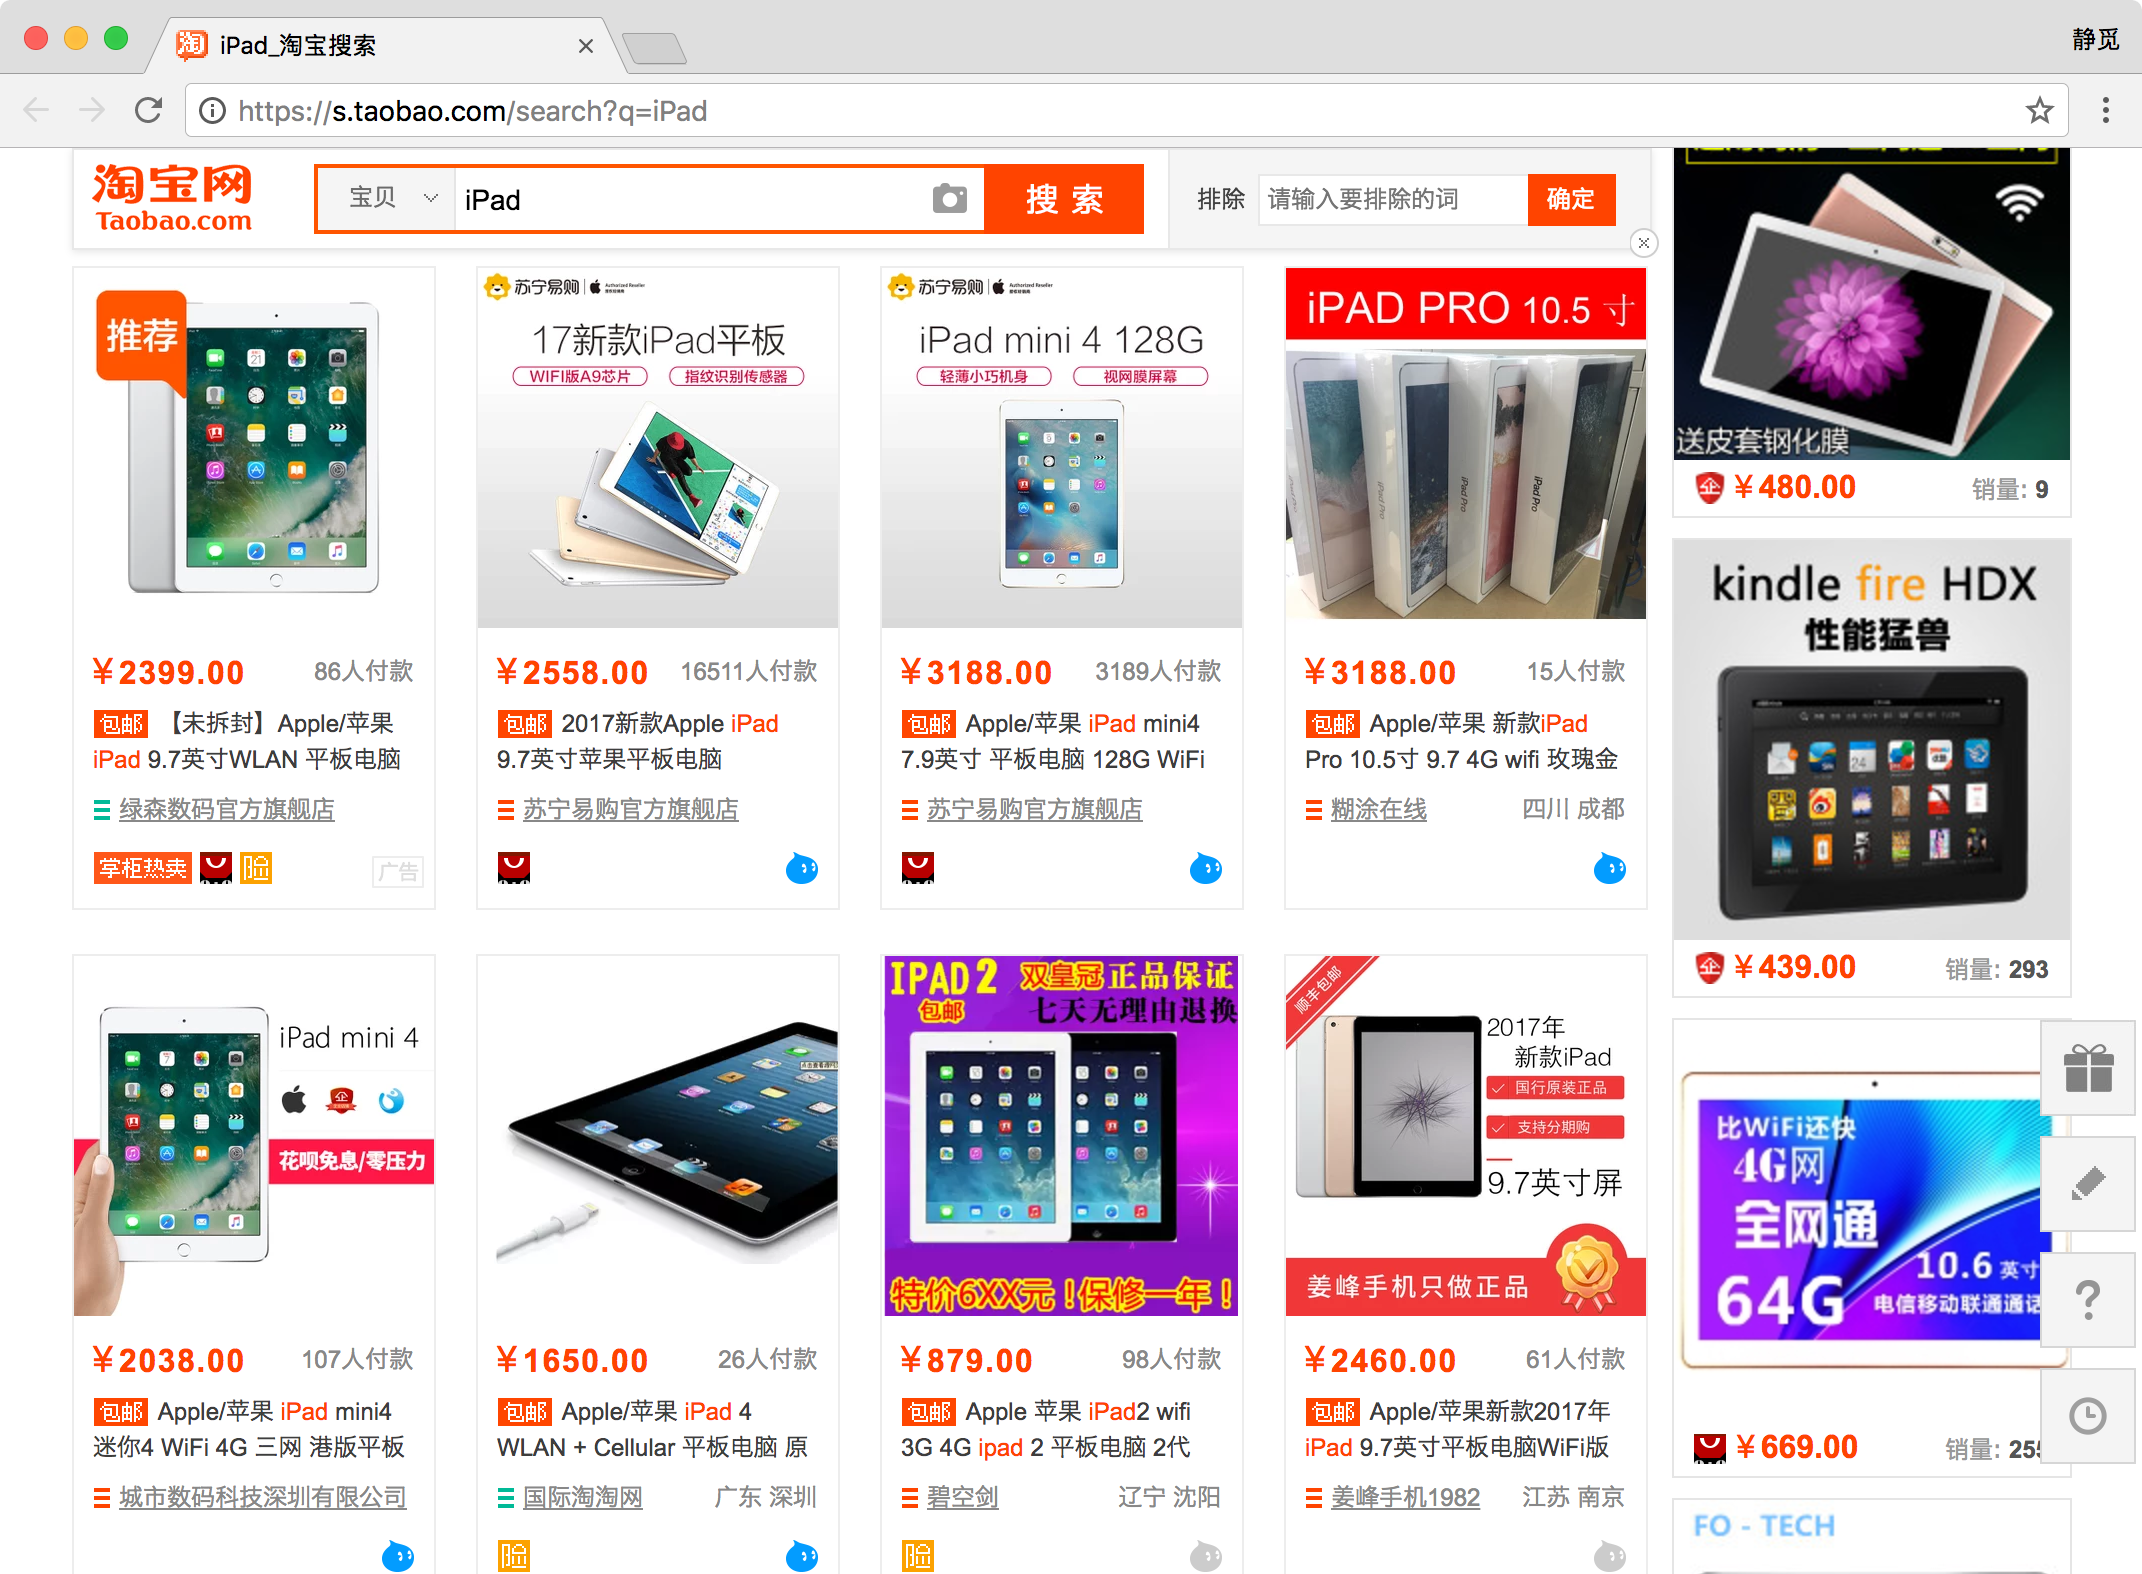 iPad_淘宝搜索
静觅
https://s.taobao.com/search?q=iPad
淘宝网
Taobao.com
宝贝
iPad
搜 索
排除
请输入要排除的词
确定
推荐
¥2399.00
86人付款
包邮 【未拆封】Apple/苹果
iPad 9.7英寸WLAN 平板电脑
绿森数码官方旗舰店
掌柜热卖
险
广告
苏宁易购
Authorized Reseller
17新款iPad平板
WIFI版A9芯片
指纹识别传感器
¥2558.00
16511人付款
包邮 2017新款Apple iPad
9.7英寸苹果平板电脑
苏宁易购官方旗舰店
苏宁易购
Authorized Reseller
iPad mini 4 128G
轻薄小巧机身
视网膜屏幕
¥3188.00
3189人付款
包邮 Apple/苹果 iPad mini4
7.9英寸 平板电脑 128G WiFi
苏宁易购官方旗舰店
iPAD PRO 10.5 寸
iPad Pro
iPad Pro
iPad Pro
iPad Pro
¥3188.00
15人付款
包邮 Apple/苹果 新款iPad
Pro 10.5寸 9.7 4G wifi 玫瑰金
糊涂在线
四川 成都
送皮套钢化膜
企
¥480.00
销量: 9
kindle fire HDX
性能猛兽
企
¥439.00
销量: 293
iPad mini 4
企
花呗免息/零压力
¥2038.00
107人付款
包邮 Apple/苹果 iPad mini4
迷你4 WiFi 4G 三网 港版平板
城市数码科技深圳有限公司
¥1650.00
26人付款
包邮 Apple/苹果 iPad 4
WLAN + Cellular 平板电脑 原
国际淘淘网
广东 深圳
险
IPAD 2 双皇冠正品保证
包邮 七天无理由退换
特价6XX元！保修一年！
¥879.00
98人付款
包邮 Apple 苹果 iPad2 wifi
3G 4G ipad 2 平板电脑 2代
碧空剑
辽宁 沈阳
险
顺丰包邮
2017年
新款iPad
国行原装正品
支持分期购
9.7英寸屏
姜峰手机只做正品
¥2460.00
61人付款
包邮 Apple/苹果新款2017年
iPad 9.7英寸平板电脑WiFi版
姜峰手机1982
江苏 南京
比WiFi还快
4G网
全网通
10.6 英寸
64G
电信移动联通通话
¥669.00
销量: 255
FO - TECH